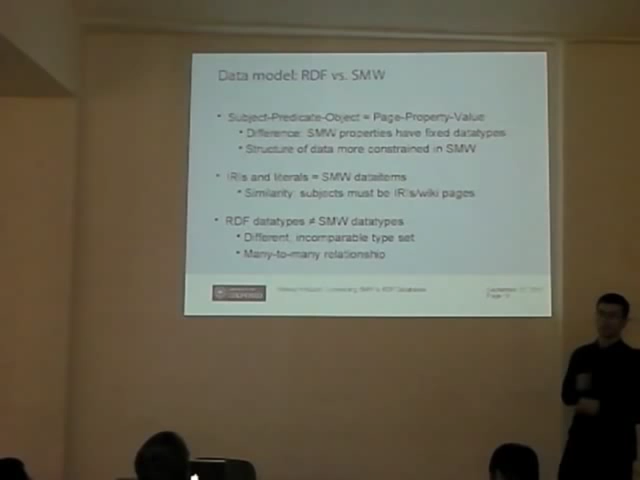 Data model: RDF vs. SMW
• Subject-Predicate-Object = Page-Property-Value
• Difference: SMW properties have fixed datatypes
• Structure of data more constrained in SMW
• IRIs and literals = SMW dataitems
• Similarity: subjects must be IRIs/wiki pages
• RDF datatypes ≠ SMW datatypes
• Different, incomparable type set
• Many-to-many relationship